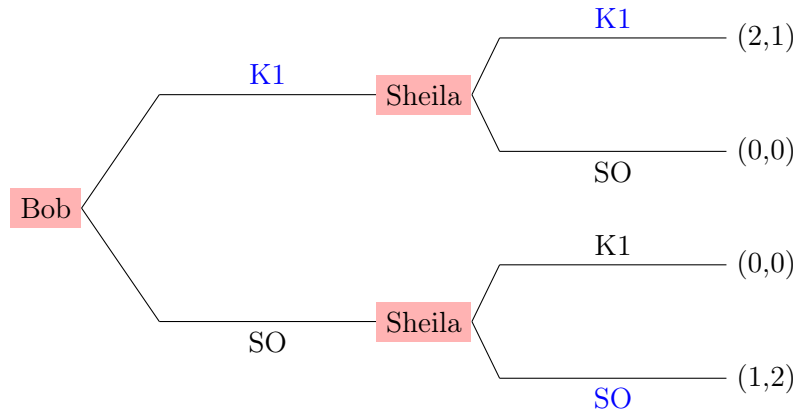 K1
(2,1)
K1
Sheila
(0,0)
SO
Bob
K1
(0,0)
Sheila
SO
(1,2)
SO